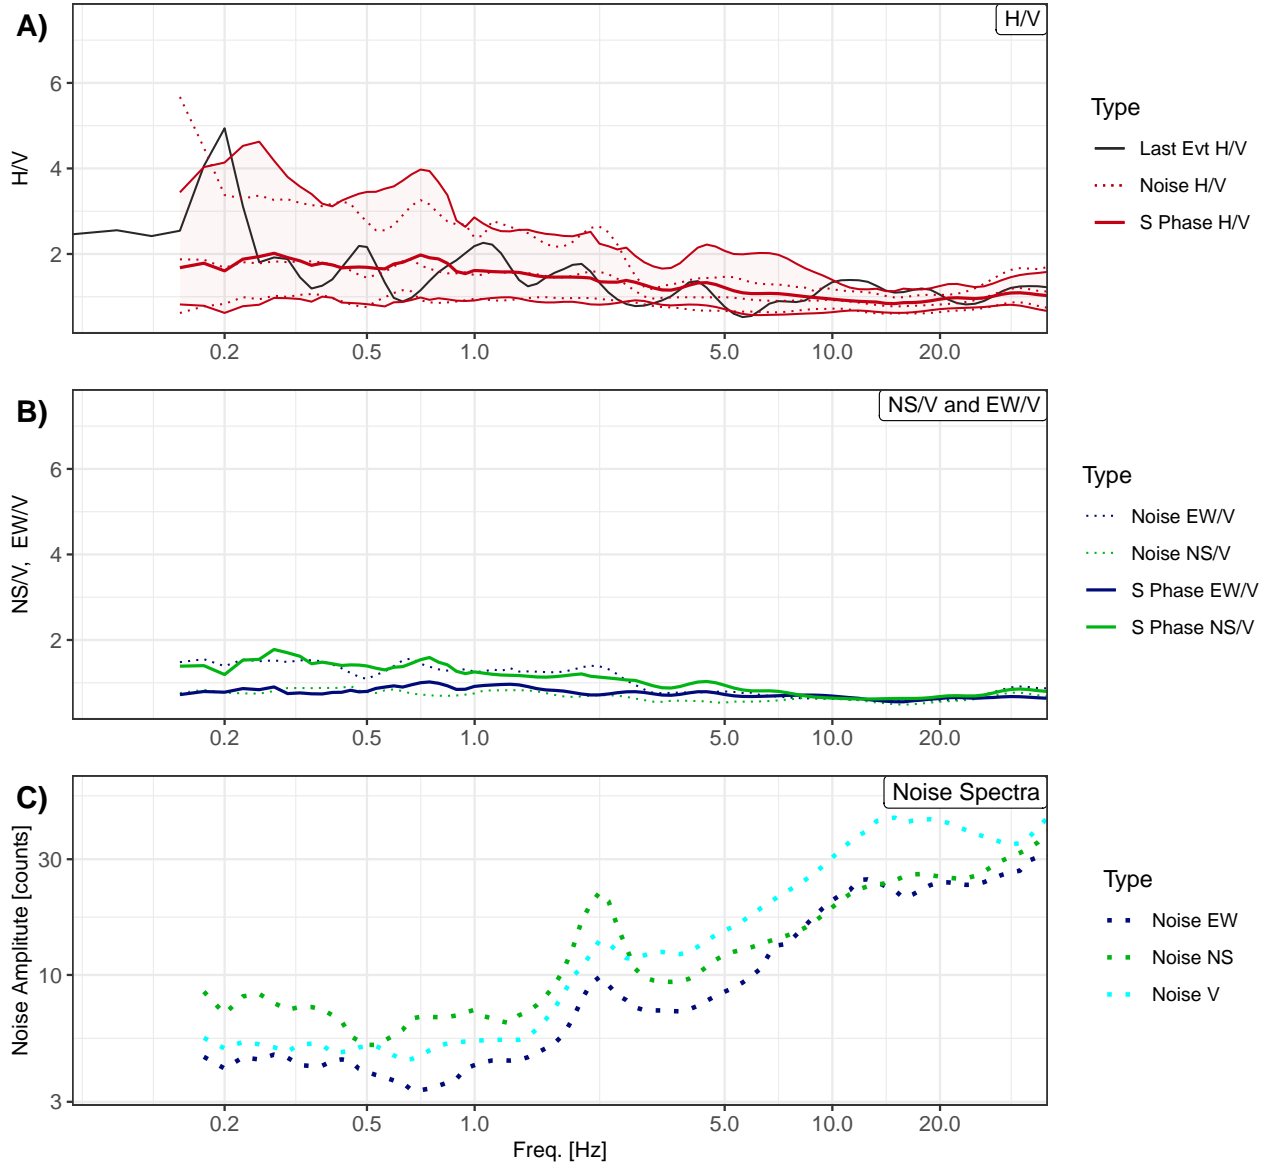 A)
H/V
6
4
2
H/V
0.2 0.5 1.0 5.0 10.0 20.0
Type
Last Evt H/V
Noise H/V
S Phase H/V
B)
NS/V and EW/V
6
4
2
NS/V, EW/V
0.2 0.5 1.0 5.0 10.0 20.0
Type
Noise EW/V
Noise NS/V
S Phase EW/V
S Phase NS/V
C)
Noise Spectra
30
10
3
Noise Amplitude [counts]
0.2 0.5 1.0 5.0 10.0 20.0
Freq. [Hz]
Type
Noise EW
Noise NS
Noise V